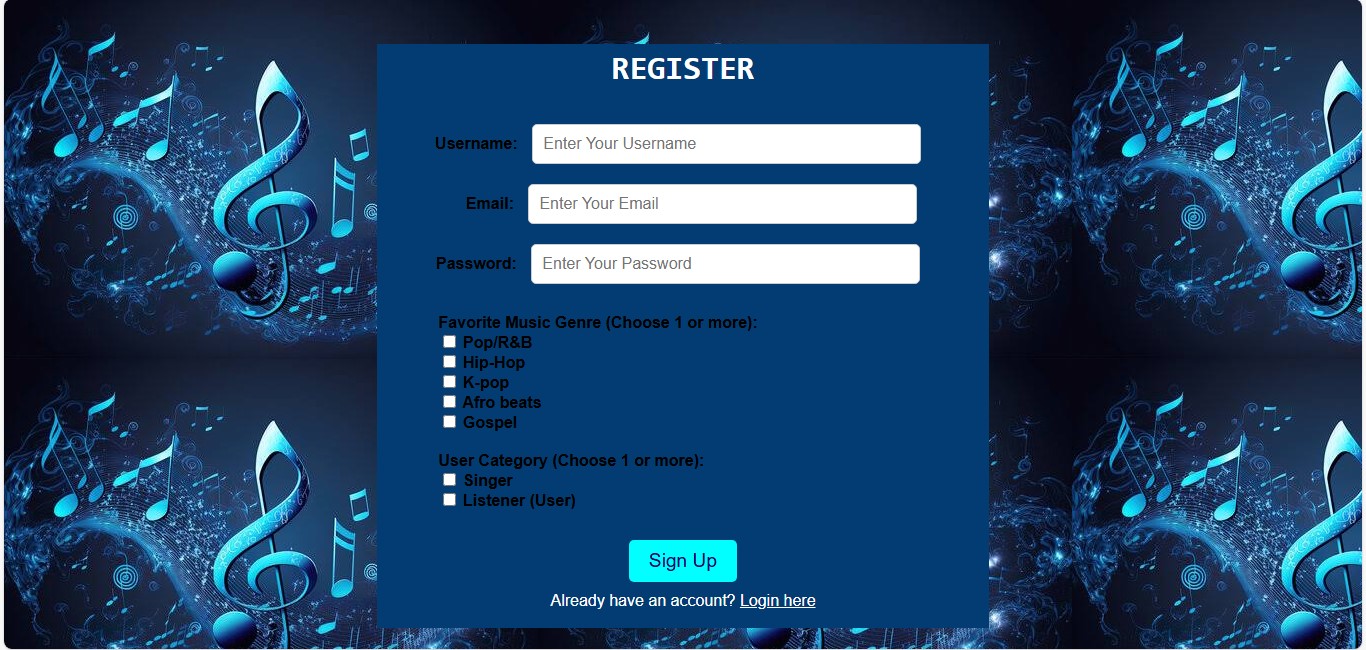 REGISTER
Username: Enter Your Username
Email: Enter Your Email
Password: Enter Your Password
Favorite Music Genre (Choose 1 or more):
Pop/R&B
Hip-Hop
K-pop
Afro beats
Gospel
User Category (Choose 1 or more):
Singer
Listener (User)
Sign Up
Already have an account? Login here